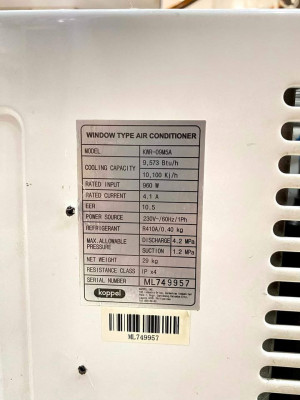 WINDOW TYPE AIR CONDITIONER
MODEL KWR-09M5A
COOLING CAPACITY 9,573 Btu/h
10,100 Kj/h
RATED INPUT 960 W
RATED CURRENT 4.1 A
EER 10.5
POWER SOURCE 230V~/60Hz/1Ph
REFRIGERANT R410A/0.40 kg
MAX. ALLOWABLE PRESSURE DISCHARGE 4.2 MPa
SUCTION 1.2 MPa
NET WEIGHT 29 kg
RESISTANCE CLASS IP x4
SERIAL NUMBER ML749957
koppel
ML749957